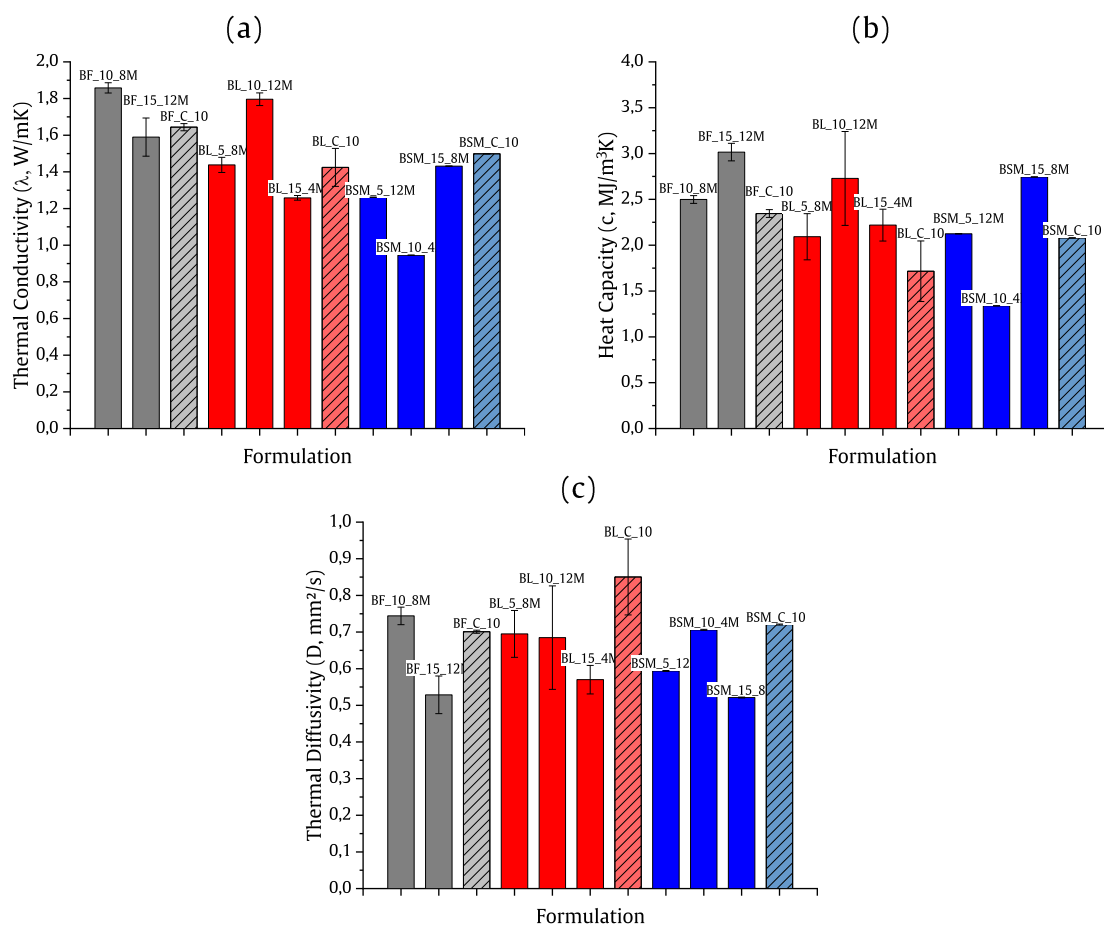 (a)
Thermal Conductivity (λ, W/mK)
2,0
1,8
1,6
1,4
1,2
1,0
0,8
0,6
0,4
0,2
0,0
BF_10_8M
BF_15_12M
BF_C_10
BL_5_8M
BL_10_12M
BL_15_4M
BL_C_10
BSM_5_12M
BSM_10_4
BSM_15_8M
BSM_C_10
Formulation
(b)
Heat Capacity (c, MJ/m³K)
4,0
3,5
3,0
2,5
2,0
1,5
1,0
0,5
0,0
BF_10_8M
BF_15_12M
BF_C_10
BL_5_8M
BL_10_12M
BL_15_4M
BL_C_10
BSM_5_12M
BSM_10_4
BSM_15_8M
BSM_C_10
Formulation
(c)
Thermal Diffusivity (D, mm²/s)
1,0
0,9
0,8
0,7
0,6
0,5
0,4
0,3
0,2
0,1
0,0
BF_10_8M
BF_15_12
BF_C_10
BL_5_8M
BL_10_12M
BL_15_4M
BL_C_10
BSM_5_12
BSM_10_4M
BSM_15_8
BSM_C_10
Formulation